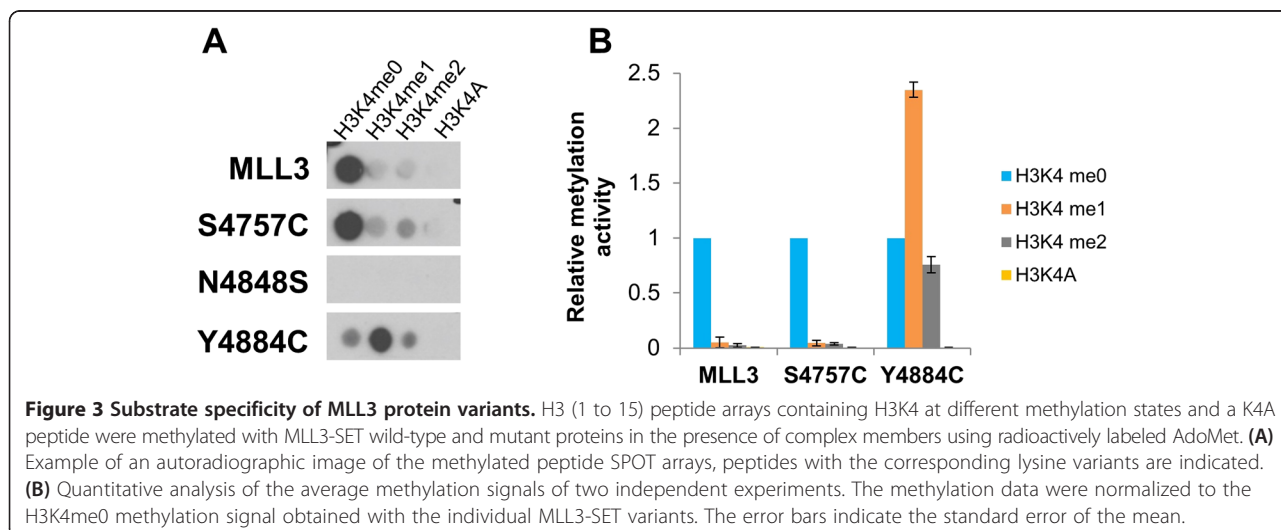 A
B
H3K4me0
H3K4me1
H3K4me2
H3K4A
MLL3
S4757C
N4848S
Y4884C
Relative metylation activity
2.5
2
1.5
1
0.5
0
MLL3
S4757C
Y4884C
H3K4 me0
H3K4 me1
H3K4 me2
H3K4A
Figure 3 Substrate specificity of MLL3 protein variants. H3 (1 to 15) peptide arrays containing H3K4 at different methylation states and a K4A
peptide were methylated with MLL3-SET wild-type and mutant proteins in the presence of complex members using radioactively labeled AdoMet. (A)
Example of an autoradiographic image of the methylated peptide SPOT arrays, peptides with the corresponding lysine variants are indicated.
(B) Quantitative analysis of the average methylation signals of two independent experiments. The methylation data were normalized to the
H3K4me0 methylation signal obtained with the individual MLL3-SET variants. The error bars indicate the standard error of the mean.